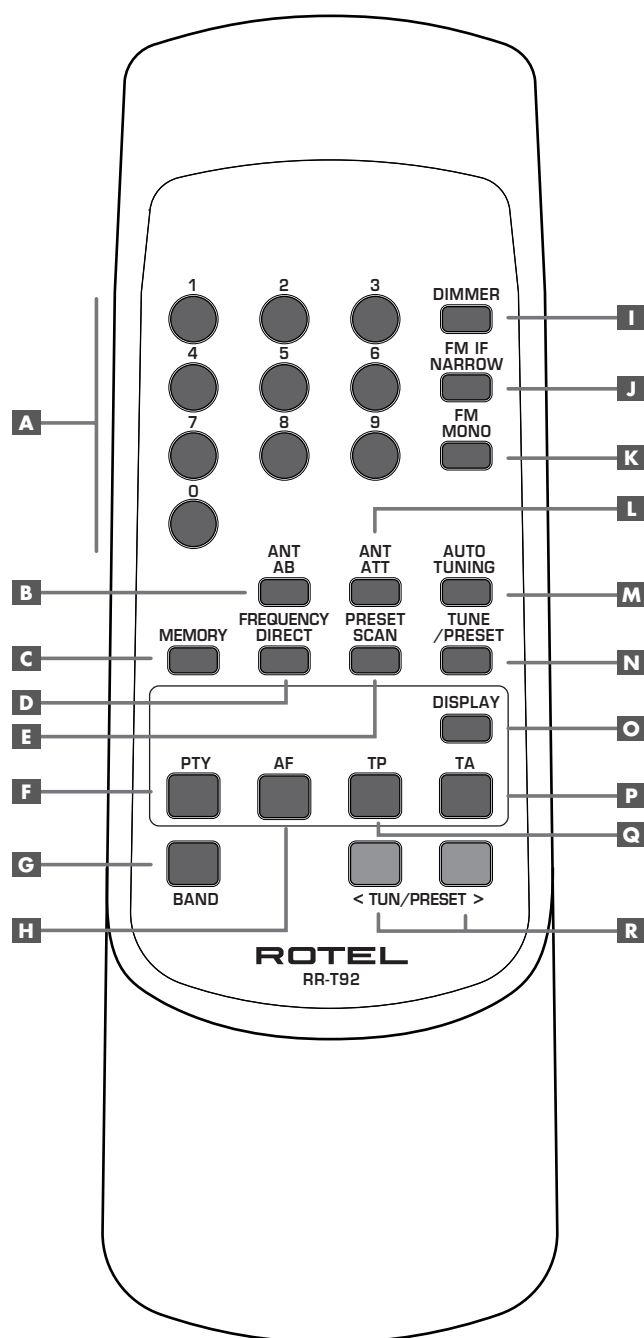 1 2 3 DIMMER
I
4 5 6 FM IF
NARROW
J
A
7 8 9 FM
MONO
K
0
L
ANT
AB
ANT
ATT
AUTO
TUNING
B
M
MEMORY
FREQUENCY
DIRECT
PRESET
SCAN
TUNE
/PRESET
C
N
D
E
DISPLAY
O
PTY AF TP TA
F
P
Q
G
BAND
< TUN/PRESET >
H
R
ROTEL
RR-T92